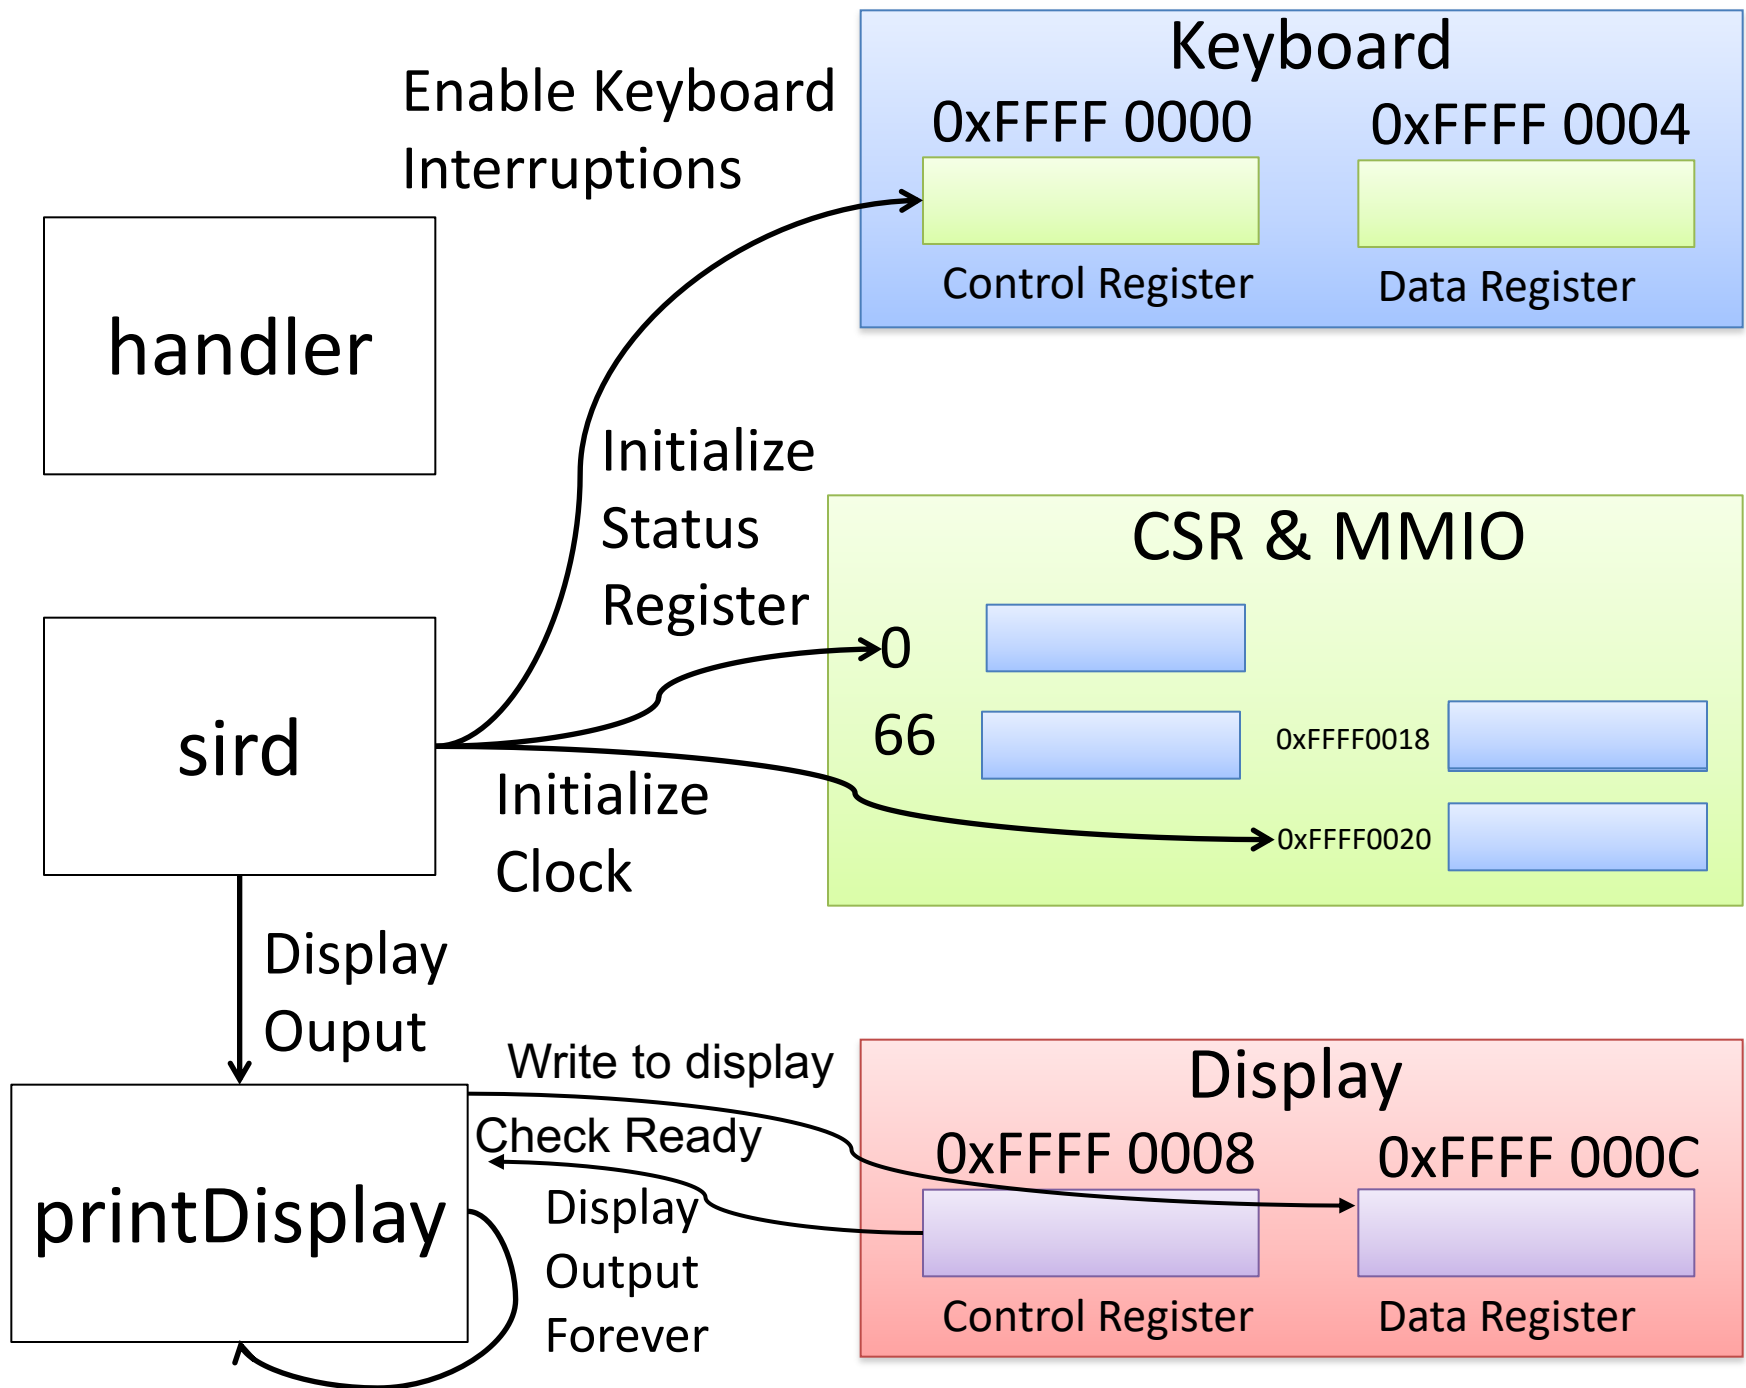 Keyboard
Enable Keyboard
Interruptions
0xFFFF 0000
0xFFFF 0004
Control Register
Data Register
handler
Initialize
Status
Register
CSR & MMIO
0
66
0xFFFF0018
0xFFFF0020
sird
Initialize
Clock
Display
Ouput
Write to display
Check Ready
Display
0xFFFF 0008
0xFFFF 000C
printDisplay
Display
Output
Forever
Control Register
Data Register